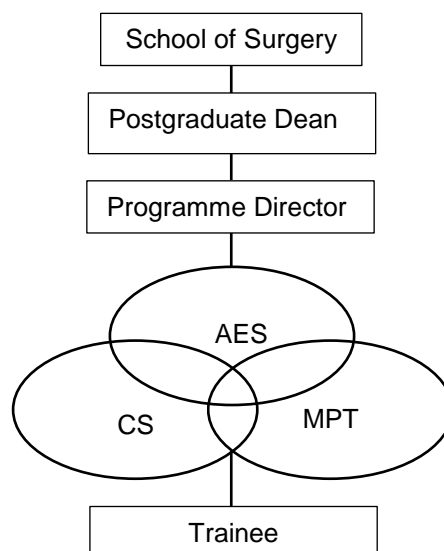 School of Surgery
Postgraduate Dean
Programme Director
AES
CS
MPT
Trainee